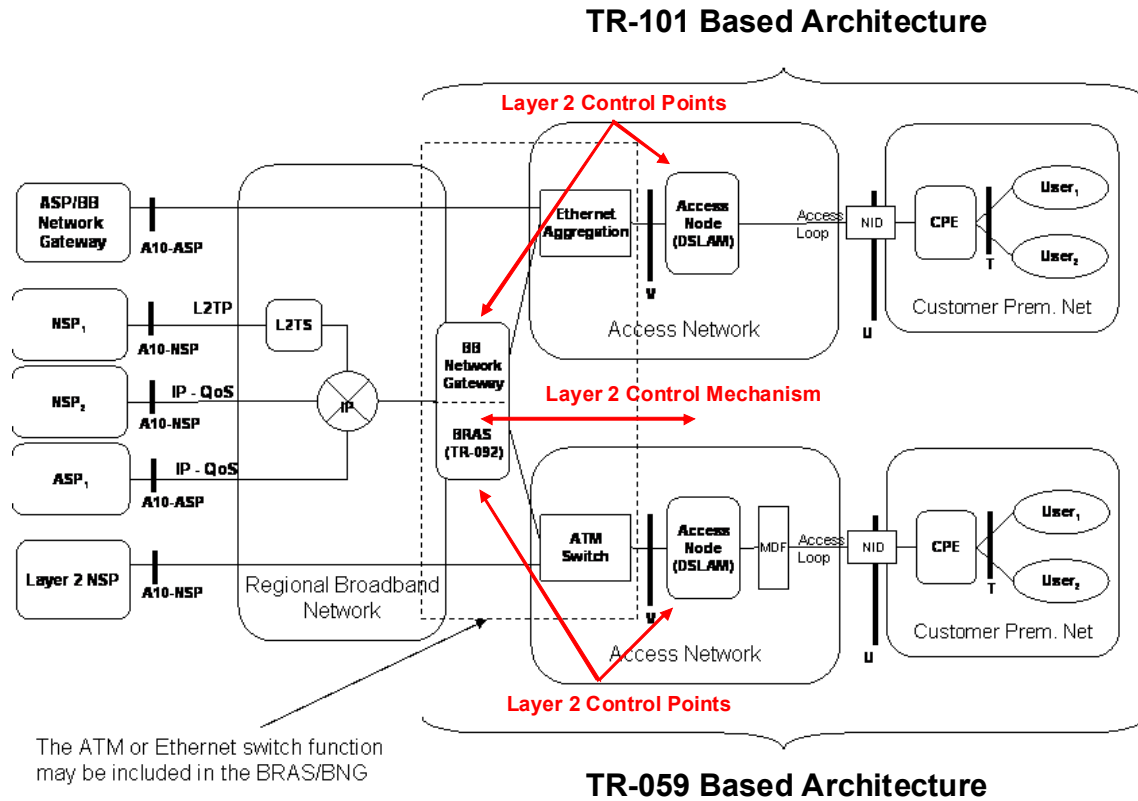 TR-101 Based Architecture
Layer 2 Control Points
ASP/BB
Network
Gateway
A10-ASP
Ethernet
Aggregation
V
Access
Node
(DSLAM)
Access
Loop
NID
U
CPE
T
User1
User2
Customer Prem. Net
Access Network
NSP1
A10-NSP
L2TP
L2TS
NSP2
A10-NSP
IP - QoS
IP
ASP1
A10-ASP
IP - QoS
BB
Network
Gateway
BRAS
(TR-092)
Layer 2 Control Mechanism
Layer 2 NSP
A10-NSP
Regional Broadband
Network
ATM
Switch
V
Access
Node
(DSLAM)
MDF
Access
Loop
NID
U
CPE
T
User1
User2
Customer Prem. Net
Access Network
Layer 2 Control Points
The ATM or Ethernet switch function
may be included in the BRAS/BNG
TR-059 Based Architecture